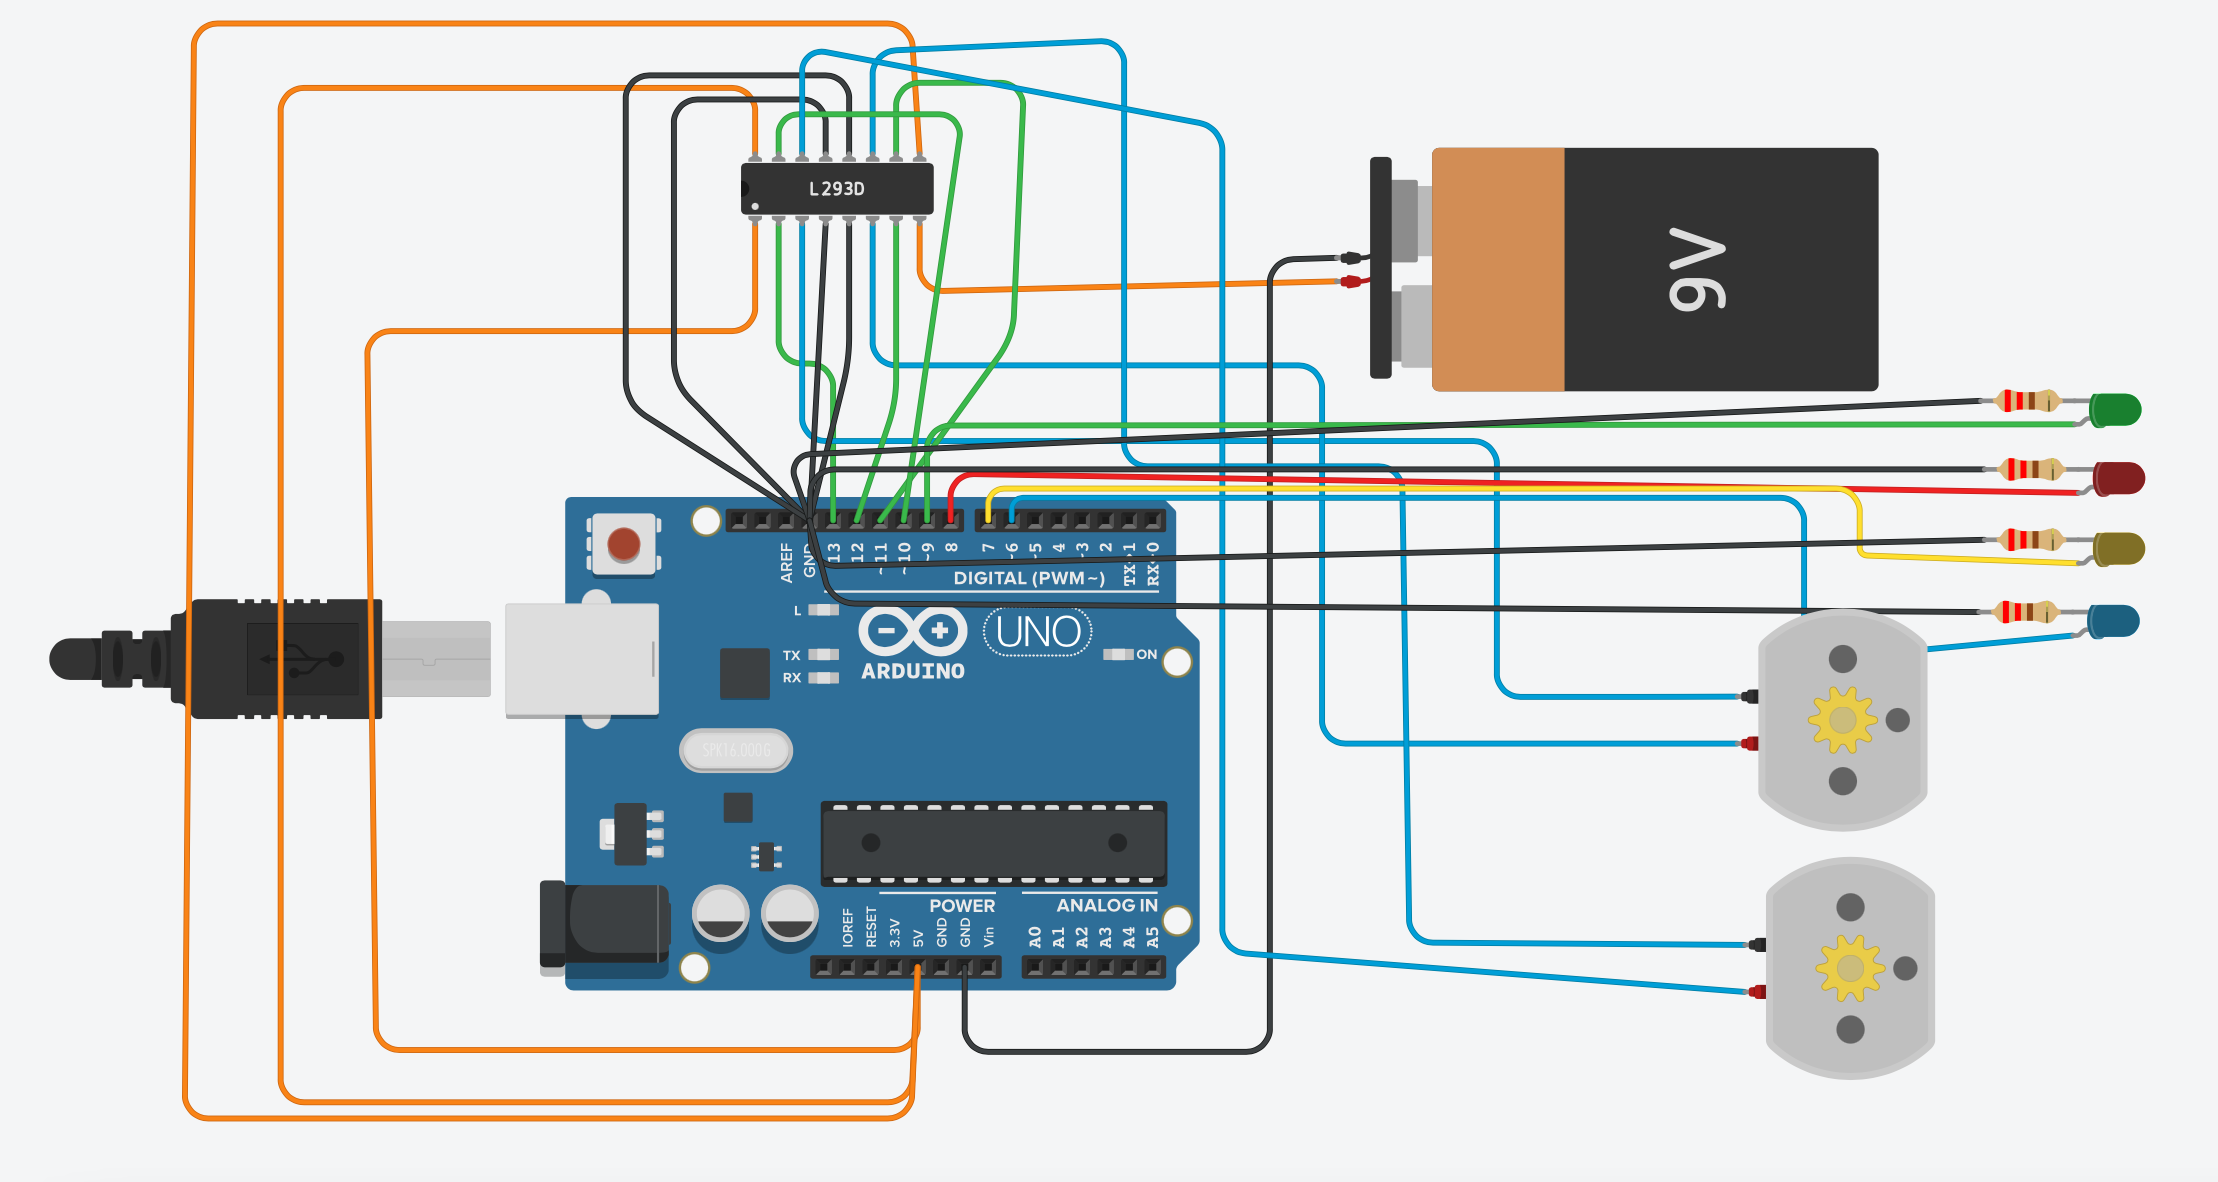 L293D
9V
AREF
GND
13
12
~11
~10
~9
8
7
~6
~5
4
~3
2
TX→1
RX←0
DIGITAL (PWM~)
L
TX
RX
ARDUINO
UNO
ON
SPK16.000G
POWER
ANALOG IN
IOREF
RESET
3.3V
5V
GND
GND
Vin
A0
A1
A2
A3
A4
A5